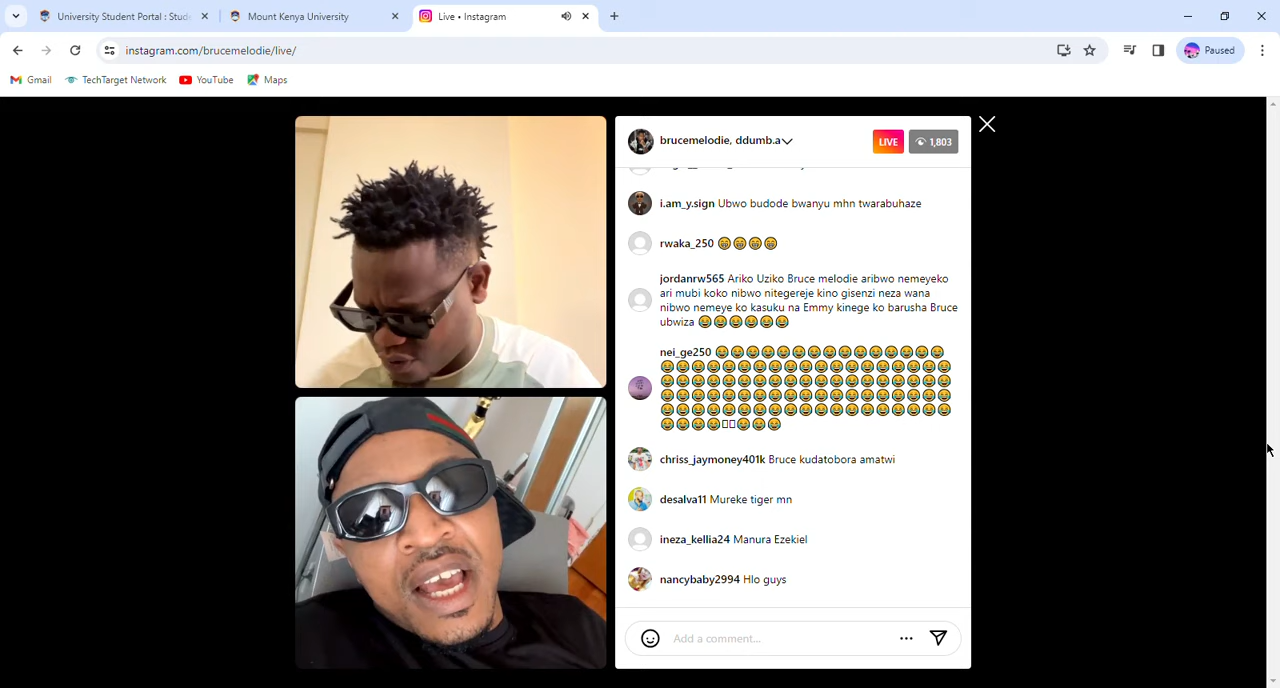 University Student Portal : Stude
Mount Kenya University
Live • Instagram
instagram.com/brucemelodie/live/
Paused
Gmail
TechTarget Network
YouTube
Maps
brucemelodie, ddumb.a
LIVE
1,803
i.am_y.sign Ubwo budode bwanyu mhn twarabuhaze
rwaka_250 😁😁😁😁
jordanrw565 Ariko Uziko Bruce melodie aribwo nemeyeko
ari mubi koko nibwo nitegereje kino gisenzi neza wana
nibwo nemeye ko kasuku na Emmy kinege ko barusha Bruce
ubwiza 😂😂😂😂😂😂
nei_ge250 😂😂😂😂😂😂😂😂😂😂😂😂😂😂😂
😂😂😂😂😂😂😂😂😂😂😂😂😂😂😂😂😂😂😂
😂😂😂😂😂😂😂😂😂😂😂😂😂😂😂😂😂😂😂
😂😂😂😂😂😂😂😂😂😂😂😂😂😂😂😂😂😂😂
😂😂😂😂😂😂😂😂😂😂😂😂😂😂😂😂😂😂😂
😂😂😂😂▯▯😂😂😂
chriss_jaymoney401k Bruce kudatobora amatwi
desalva11 Mureke tiger mn
ineza_kellia24 Manura Ezekiel
nancybaby2994 Hlo guys
Add a comment...